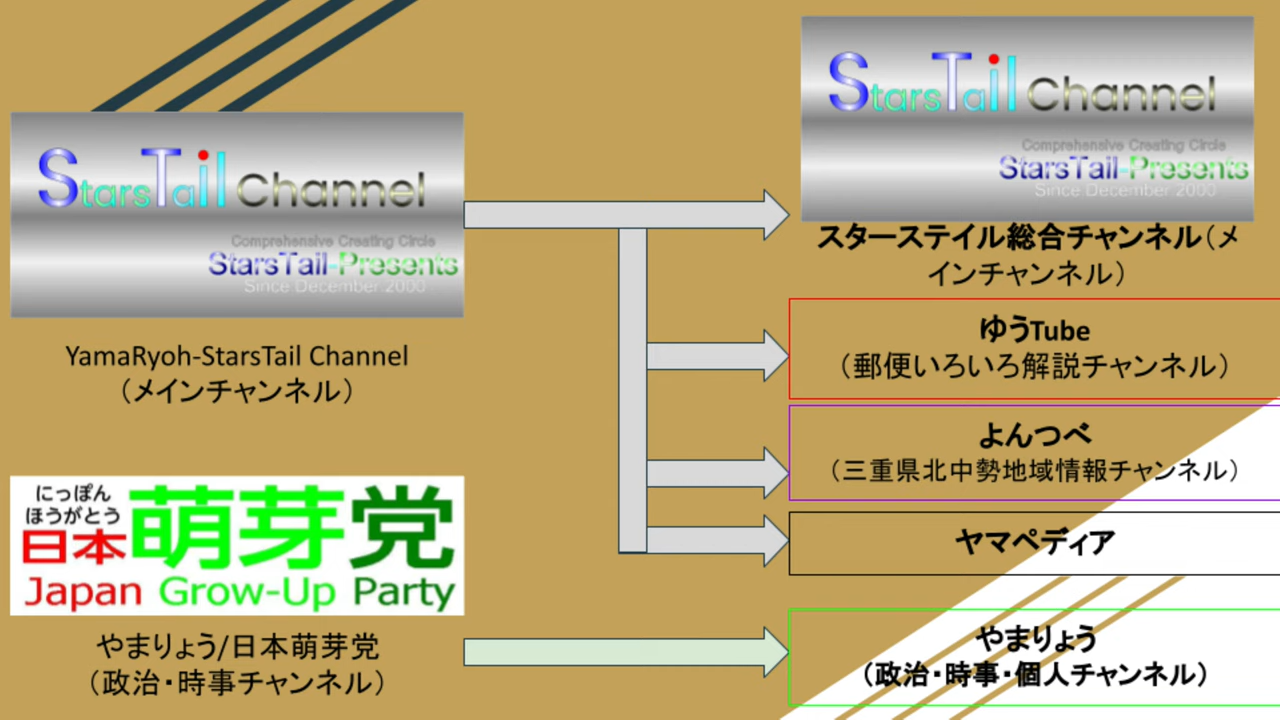 StarsTail Channel
Comprehensive Creating Circle
StarsTail-Presents
Since December 2000
YamaRyoh-StarsTail Channel
（メインチャンネル）
にっぽん
ほうがとう
日本萌芽党
Japan Grow-Up Party
やまりょう/日本萌芽党
（政治・時事チャンネル）
StarsTail Channel
Comprehensive Creating Circle
StarsTail-Presents
Since December 2000
スターステイル総合チャンネル（メ
インチャンネル）
ゆうTube
（郵便いろいろ解説チャンネル）
よんつべ
（三重県北中勢地域情報チャンネル）
ヤマペディア
やまりょう
（政治・時事・個人チャンネル）